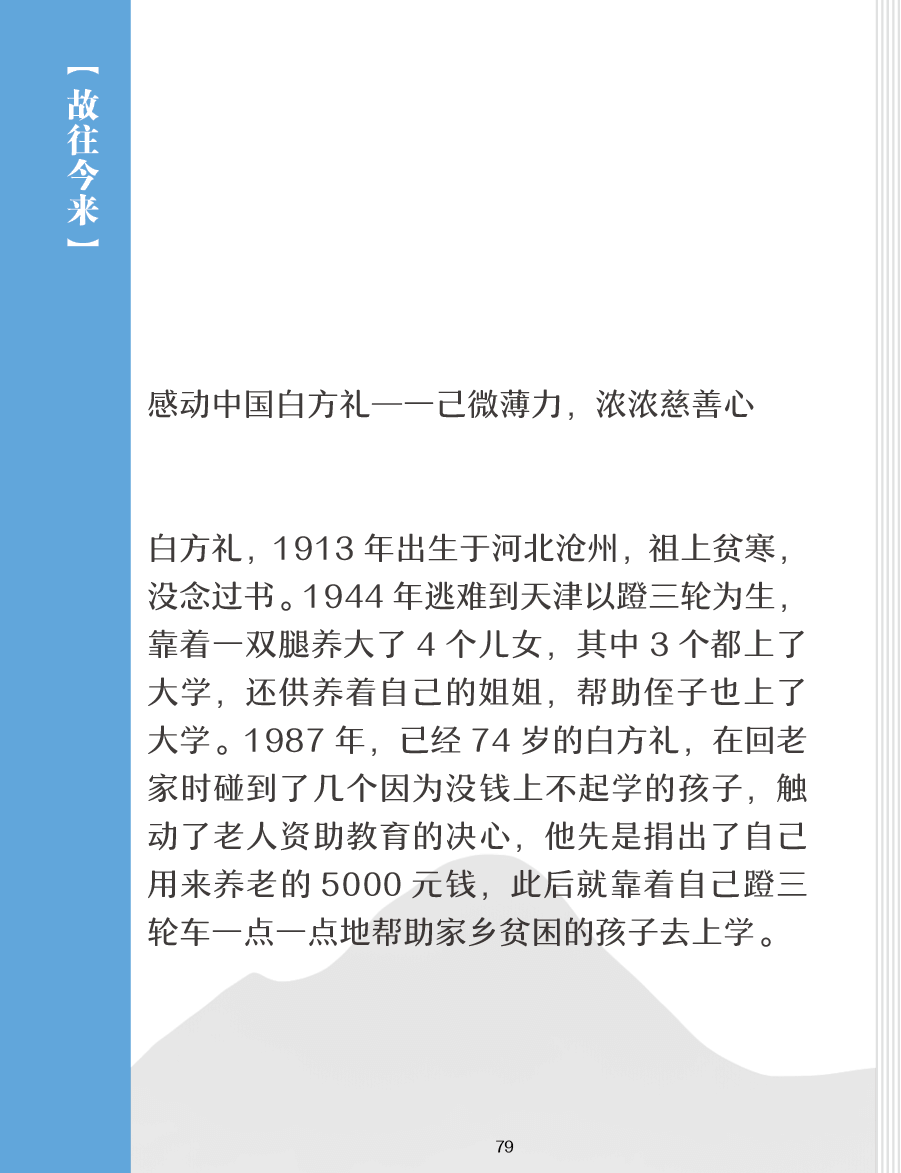 【故往今来】
感动中国白方礼——一己微薄力，浓浓慈善心
白方礼，1913 年出生于河北沧州，祖上贫寒，
没念过书。1944 年逃难到天津以蹬三轮为生，
靠着一双腿养大了 4 个儿女，其中 3 个都上了
大学，还供养着自己的姐姐，帮助侄子也上了
大学。1987 年，已经 74 岁的白方礼，在回老
家时碰到了几个因为没钱上不起学的孩子，触
动了老人资助教育的决心，他先是捐出了自己
用来养老的 5000 元钱，此后就靠着自己蹬三
轮车一点一点地帮助家乡贫困的孩子去上学。
79